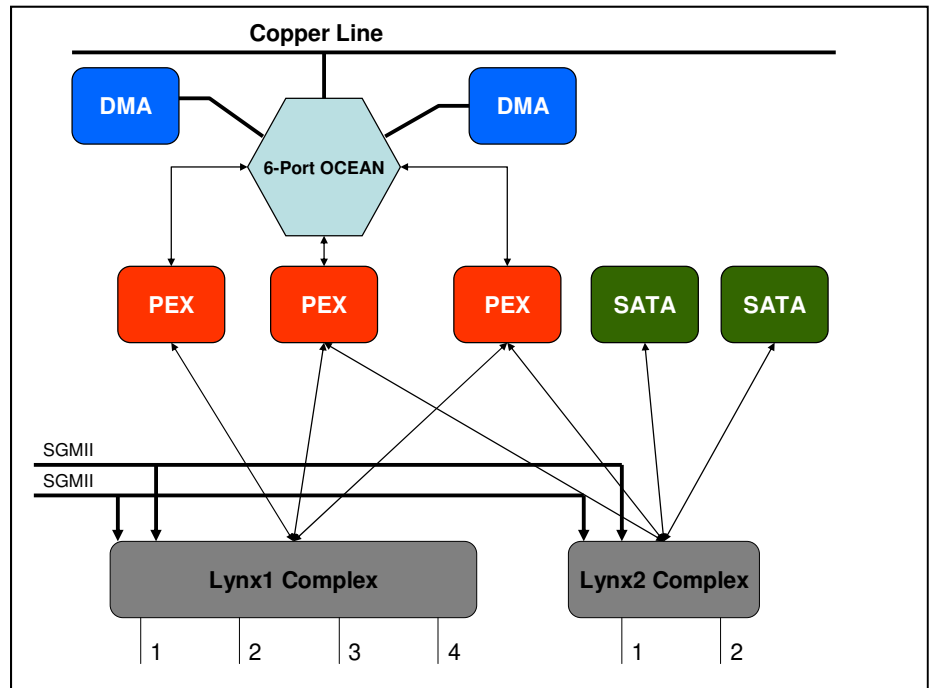 Copper Line
DMA
DMA
6-Port OCEAN
PEX
PEX
PEX
SATA
SATA
SGMII
SGMII
Lynx1 Complex
Lynx2 Complex
1
2
3
4
1
2